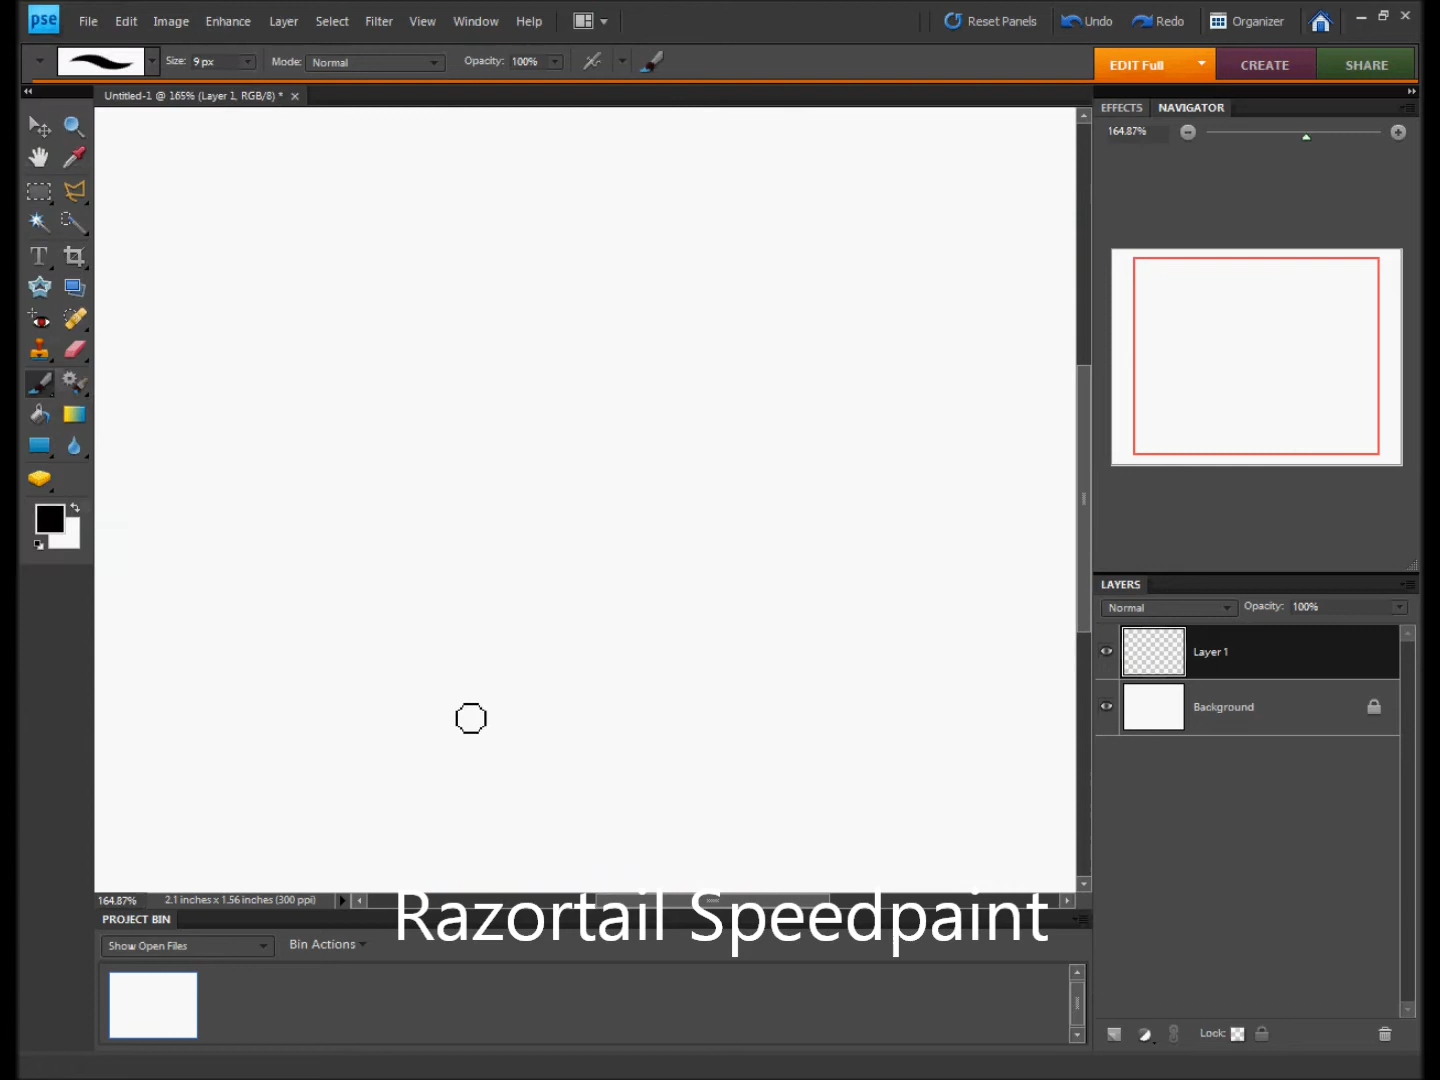 pse File Edit Image Enhance Layer Select Filter View Window Help Reset Panels Undo Redo Organizer
Size: 9 px Mode: Normal Opacity: 100% EDIT Full CREATE SHARE
Untitled-1 @ 165% (Layer 1, RGB/8) *
EFFECTS NAVIGATOR
164.87%
LAYERS
Normal Opacity: 100%
Layer 1
Background
164.87% 2.1 inches x 1.56 inches (300 ppi)
Razortail Speedpaint
PROJECT BIN
Show Open Files Bin Actions
Lock: